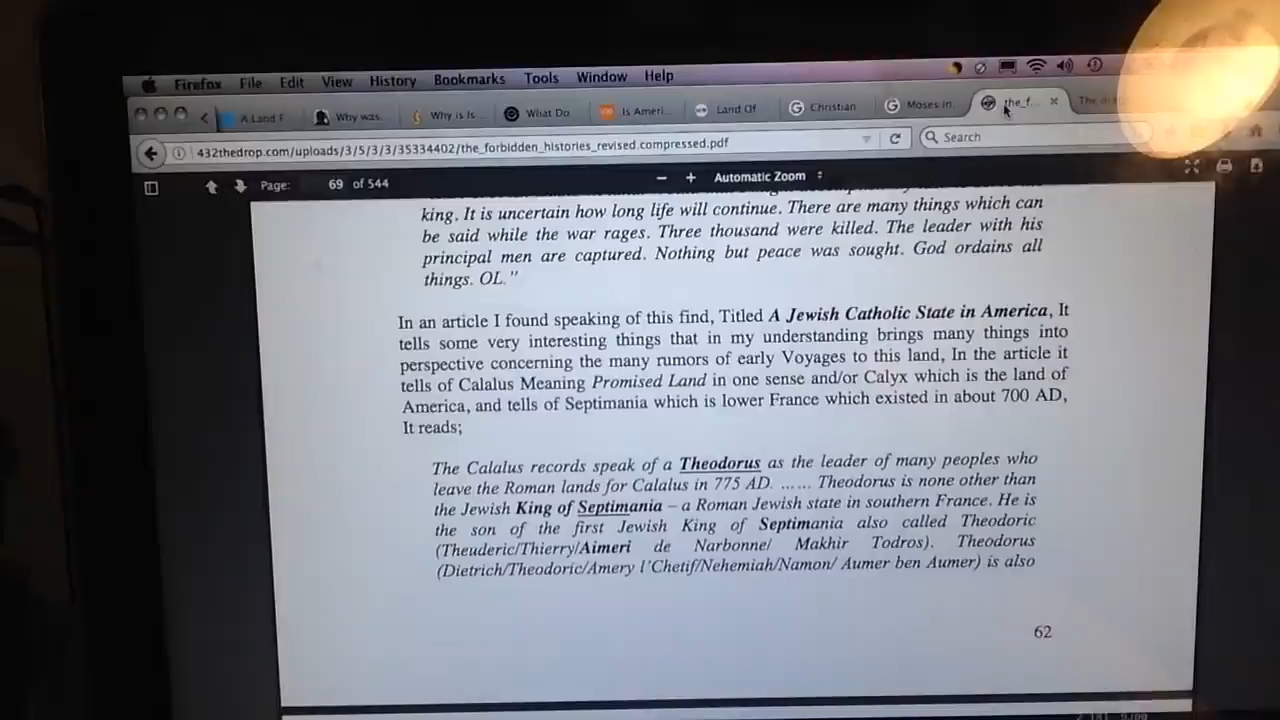 Firefox File Edit View History Bookmarks Tools Window Help
A Land F Why was Why is Is ... What Do Is Ameri... Land Of Christian Moses in the_f...
432thedrop.com/uploads/3/5/3/3/35334402/the_forbidden_histories_revised.compressed.pdf
Search
Page: 69 of 544 Automatic Zoom
king. It is uncertain how long life will continue. There are many things which can
be said while the war rages. Three thousand were killed. The leader with his
principal men are captured. Nothing but peace was sought. God ordains all
things. OL."
In an article I found speaking of this find, Titled A Jewish Catholic State in America, It
tells some very interesting things that in my understanding brings many things into
perspective concerning the many rumors of early Voyages to this land, In the article it
tells of Calalus Meaning Promised Land in one sense and/or Calyx which is the land of
America, and tells of Septimania which is lower France which existed in about 700 AD,
It reads;
The Calalus records speak of a Theodorus as the leader of many peoples who
leave the Roman lands for Calalus in 775 AD. ...... Theodorus is none other than
the Jewish King of Septimania – a Roman Jewish state in southern France. He is
the son of the first Jewish King of Septimania also called Theodoric
(Theuderic/Thierry/Aimeri de Narbonne/ Makhir Todros). Theodorus
(Dietrich/Theodoric/Amery l'Chetif/Nehemiah/Namon/ Aumer ben Aumer) is also
62